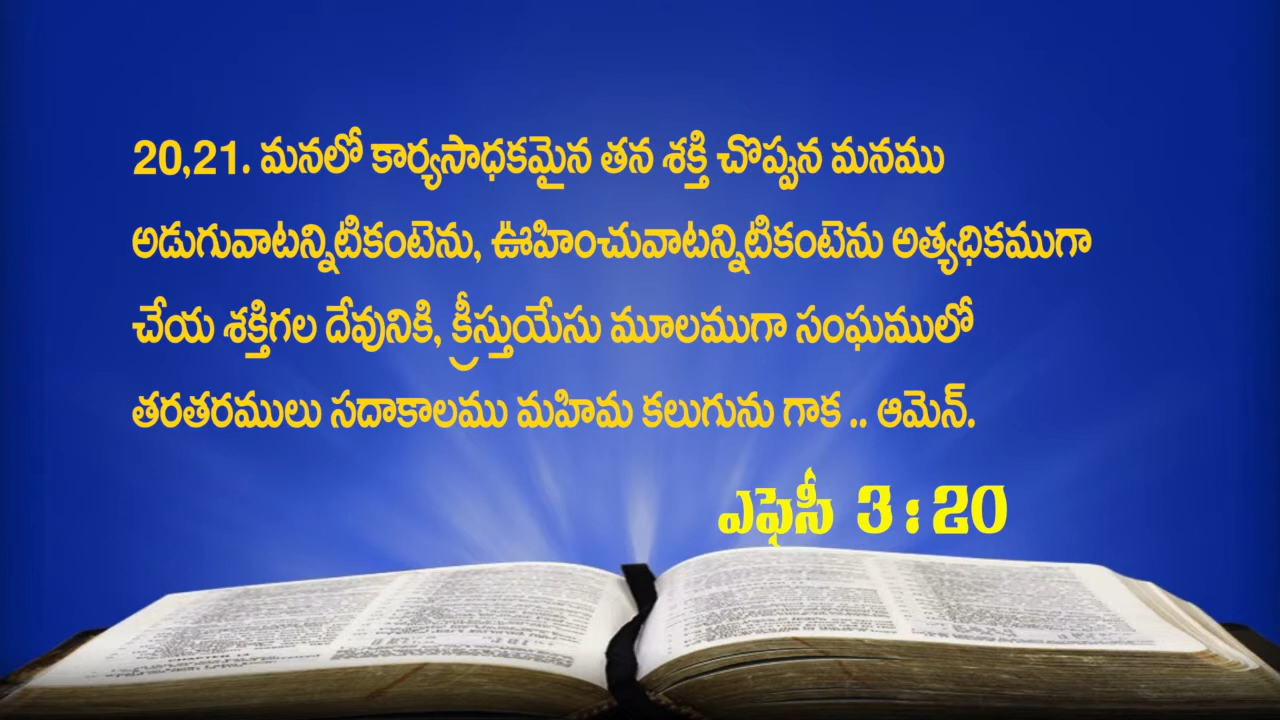 20,21. మనలో కార్యసాధకమైన తన శక్తి చొప్పున మనము
అడుగువాటన్నిటికంటెను, ఊహించువాటన్నిటికంటెను అత్యధికముగా
చేయ శక్తిగల దేవునికి, క్రీస్తుయేసు మూలముగా సంఘములో
తరతరములు సదాకాలము మహిమ కలుగును గాక .. ఆమెన్.
ఎఫెసీ 3 : 20